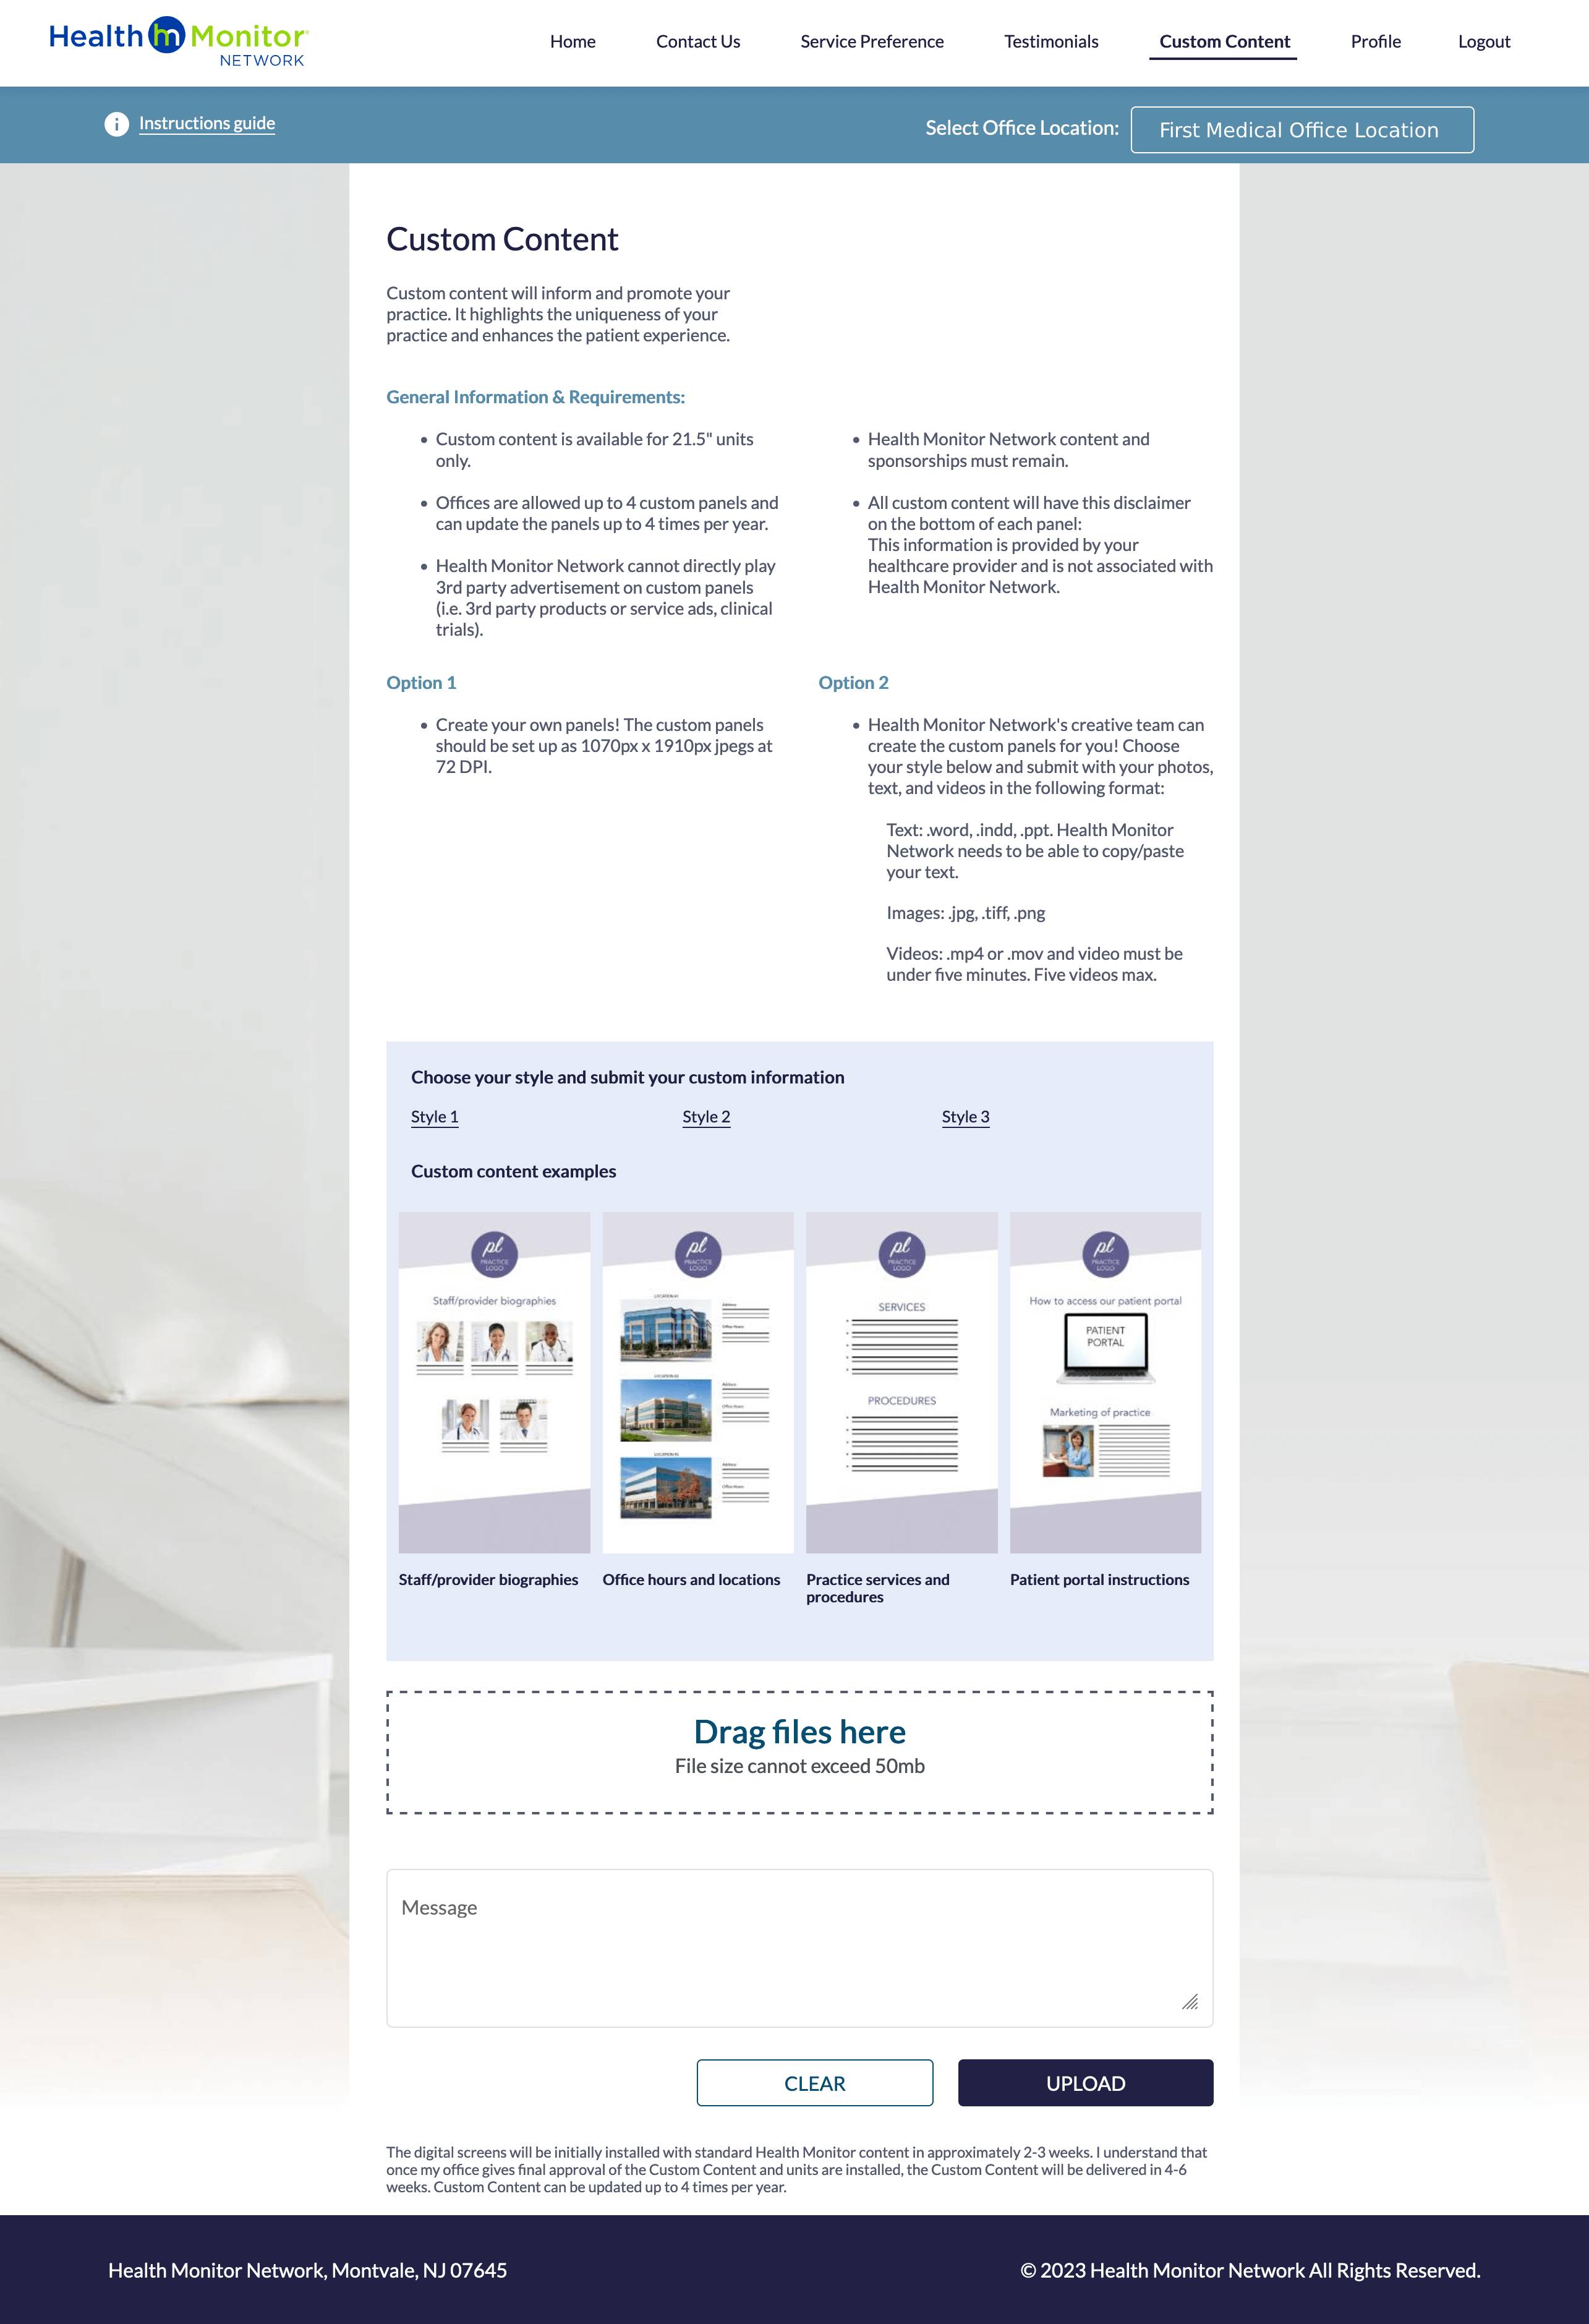 Health hm Monitor
NETWORK
Home
Contact Us
Service Preference
Testimonials
Custom Content
Profile
Logout
Instructions guide
Select Office Location:
First Medical Office Location
Custom Content
Custom content will inform and promote your
practice. It highlights the uniqueness of your
practice and enhances the patient experience.
General Information & Requirements:
• Custom content is available for 21.5" units
only.
• Offices are allowed up to 4 custom panels and
can update the panels up to 4 times per year.
• Health Monitor Network cannot directly play
3rd party advertisement on custom panels
(i.e. 3rd party products or service ads, clinical
trials).
• Health Monitor Network content and
sponsorships must remain.
• All custom content will have this disclaimer
on the bottom of each panel:
This information is provided by your
healthcare provider and is not associated with
Health Monitor Network.
Option 1
• Create your own panels! The custom panels
should be set up as 1070px x 1910px jpegs at
72 DPI.
Option 2
• Health Monitor Network's creative team can
create the custom panels for you! Choose
your style below and submit with your photos,
text, and videos in the following format:
Text: .word, .indd, .ppt. Health Monitor
Network needs to be able to copy/paste
your text.
Images: .jpg, .tiff, .png
Videos: .mp4 or .mov and video must be
under five minutes. Five videos max.
Choose your style and submit your custom information
Style 1
Style 2
Style 3
Custom content examples
pl
PRACTICE
LOGO
Staff/provider biographies
pl
PRACTICE
LOGO
LOCATION #1
Address
Office Hours
LOCATION #2
Address
Office Hours
LOCATION #3
Address
Office Hours
pl
PRACTICE
LOGO
SERVICES
PROCEDURES
pl
PRACTICE
LOGO
How to access our patient portal
PATIENT
PORTAL
Marketing of practice
Staff/provider biographies
Office hours and locations
Practice services and
procedures
Patient portal instructions
Drag files here
File size cannot exceed 50mb
Message
CLEAR
UPLOAD
The digital screens will be initially installed with standard Health Monitor content in approximately 2-3 weeks. I understand that
once my office gives final approval of the Custom Content and units are installed, the Custom Content will be delivered in 4-6
weeks. Custom Content can be updated up to 4 times per year.
Health Monitor Network, Montvale, NJ 07645
© 2023 Health Monitor Network All Rights Reserved.